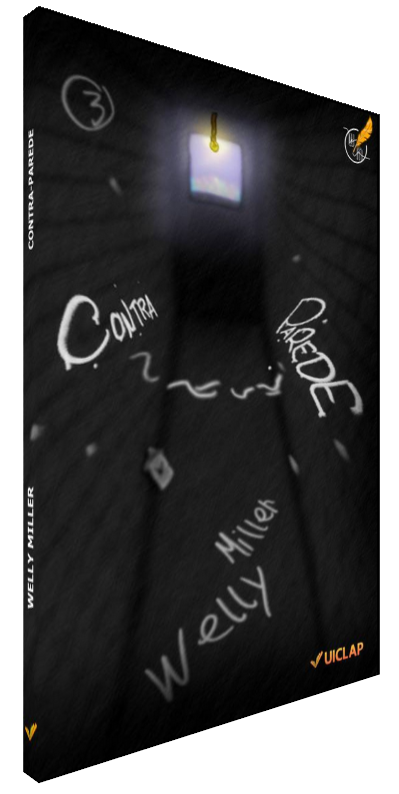 CONTRA-PAREDE
WELLY MILLER
3
CONTRA
PAREDE
Welly
Miller
UICLAP